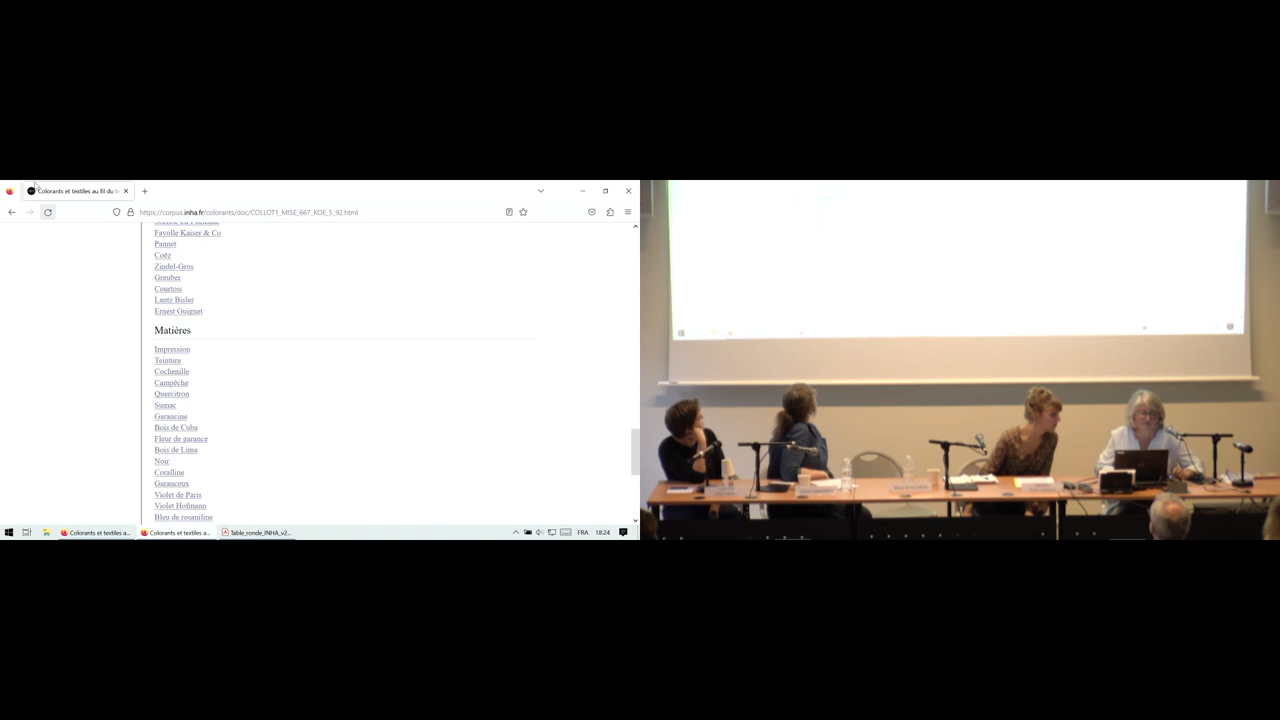 Colorants et textiles au fil du t
https://corpus.inha.fr/colorants/doc/COLLOT1_MISE_667_KOE_5_92.html
Fayolle Kaiser & Co
Pannet
Coëz
Zindel-Gros
Greuber
Courtois
Lantz Bisler
Ernest Guignet
Matières
Impression
Teinture
Cochenille
Campêche
Quercitron
Sumac
Garancine
Bois de Cuba
Fleur de garance
Bois de Lima
Noir
Coralline
Garanceux
Violet de Paris
Violet Hofmann
Bleu de rosaniline
Colorants et textiles a... Colorants et textiles a... Table_ronde_INHA_v2... FRA 18:24